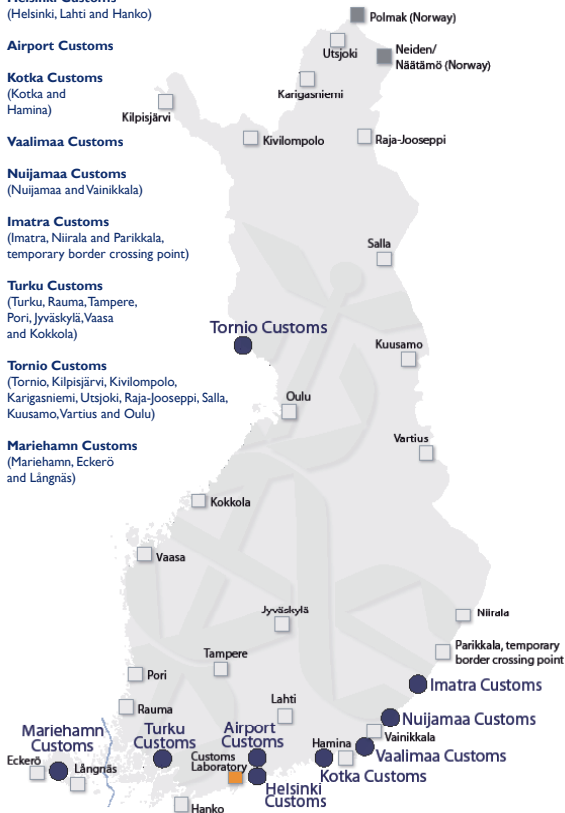 Helsinki Customs
(Helsinki, Lahti and Hanko)
Airport Customs
Kotka Customs
(Kotka and
Hamina)
Vaalimaa Customs
Nuijamaa Customs
(Nuijamaa and Vainikkala)
Imatra Customs
(Imatra, Niirala and Parikkala,
temporary border crossing point)
Turku Customs
(Turku, Rauma, Tampere,
Pori, Jyväskylä, Vaasa
and Kokkola)
Tornio Customs
(Tornio, Kilpisjärvi, Kivilompolo,
Karigasniemi, Utsjoki, Raja-Jooseppi, Salla,
Kuusamo, Vartius and Oulu)
Mariehamn Customs
(Mariehamn, Eckerö
and Långnäs)
Polmak (Norway)
Utsjoki
Neiden/
Näätämö (Norway)
Karigasniemi
Kilpisjärvi
Kivilompolo
Raja-Jooseppi
Salla
Tornio Customs
Kuusamo
Oulu
Vartius
Kokkola
Vaasa
Jyväskylä
Niirala
Tampere
Parikkala, temporary
border crossing point
Pori
Imatra Customs
Rauma
Lahti
Nuijamaa Customs
Mariehamn
Customs
Turku
Customs
Airport
Customs
Hamina
Vainikkala
Vaalimaa Customs
Eckerö
Långnäs
Customs
Laboratory
Kotka Customs
Helsinki
Customs
Hanko